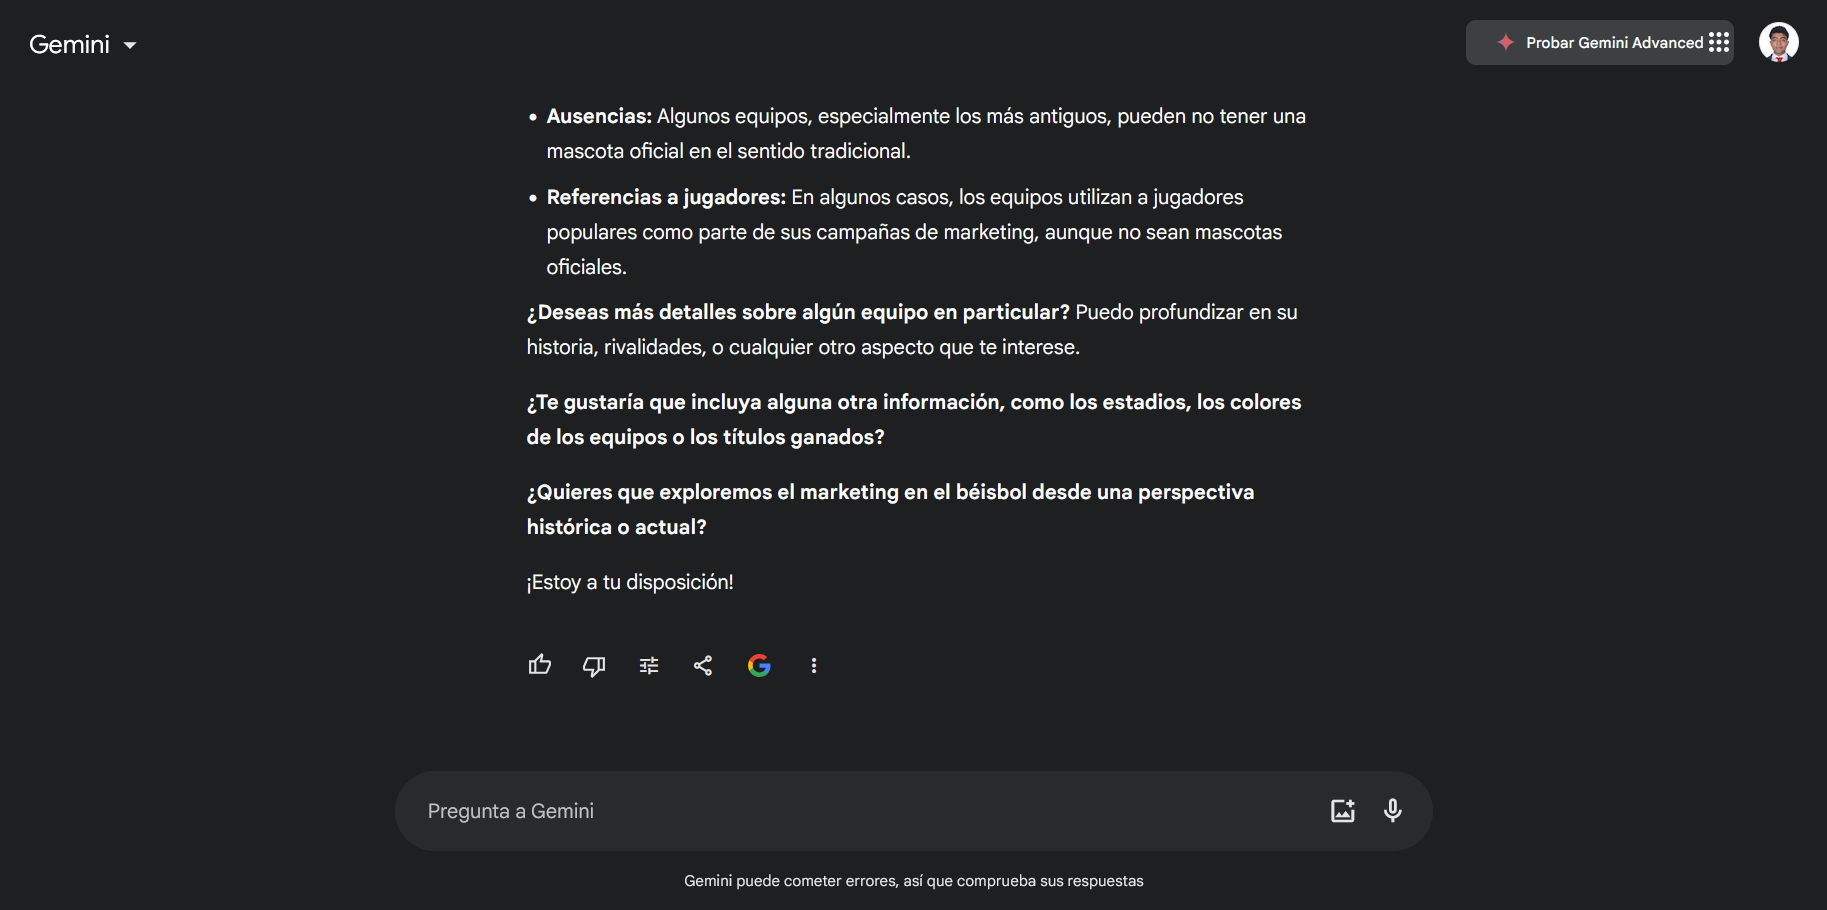 Gemini
Probar Gemini Advanced
Ausencias: Algunos equipos, especialmente los más antiguos, pueden no tener una
mascota oficial en el sentido tradicional.
Referencias a jugadores: En algunos casos, los equipos utilizan a jugadores
populares como parte de sus campañas de marketing, aunque no sean mascotas
oficiales.
¿Deseas más detalles sobre algún equipo en particular? Puedo profundizar en su
historia, rivalidades, o cualquier otro aspecto que te interese.
¿Te gustaría que incluya alguna otra información, como los estadios, los colores
de los equipos o los títulos ganados?
¿Quieres que exploremos el marketing en el béisbol desde una perspectiva
histórica o actual?
¡Estoy a tu disposición!
Pregunta a Gemini
Gemini puede cometer errores, así que comprueba sus respuestas